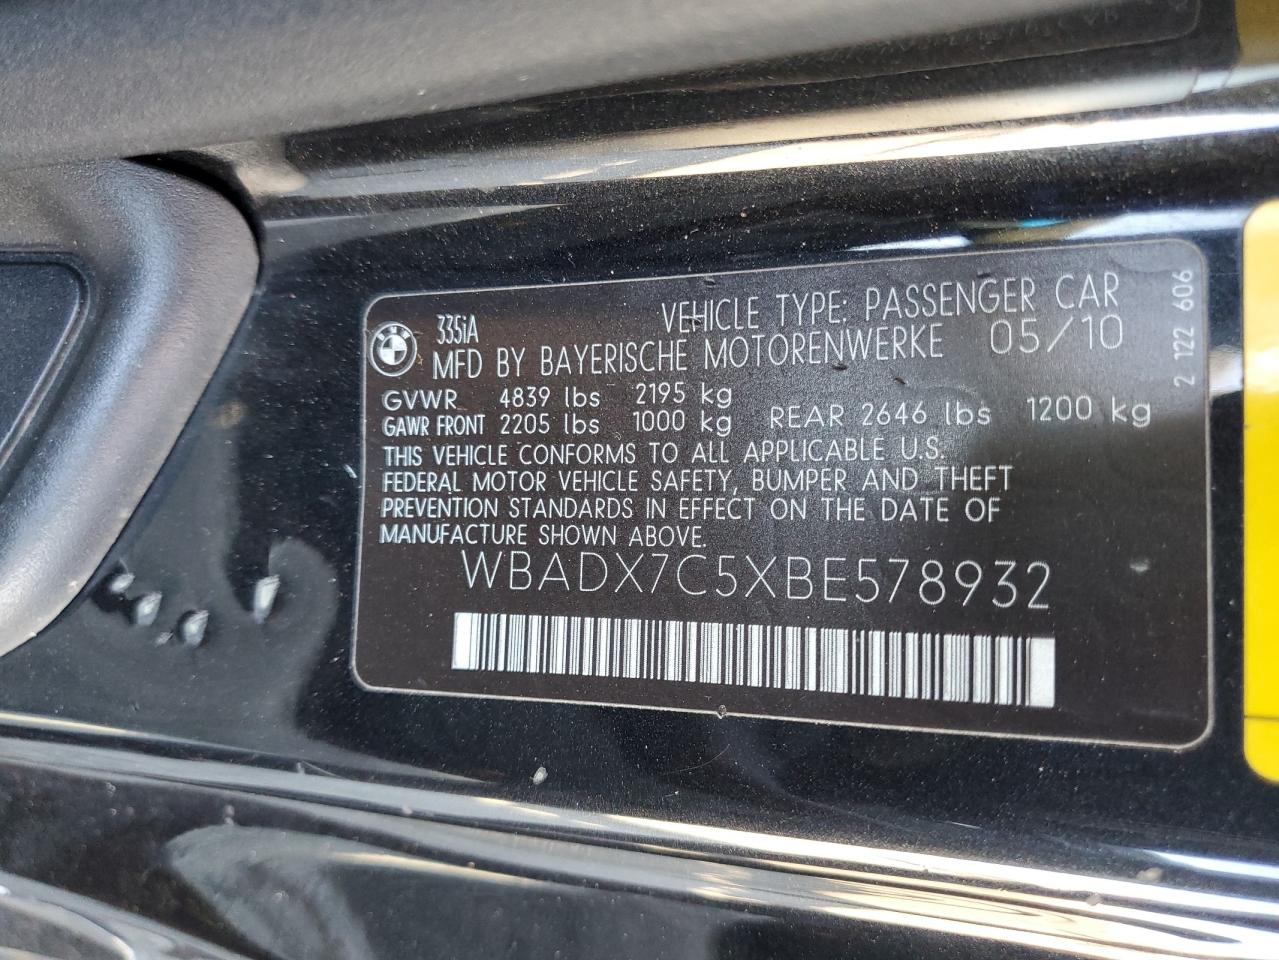 335iA
VEHICLE TYPE: PASSENGER CAR
MFD BY BAYERISCHE MOTORENWERKE 05/10
GVWR 4839 lbs 2195 kg
GAWR FRONT 2205 lbs 1000 kg REAR 2646 lbs 1200 kg
THIS VEHICLE CONFORMS TO ALL APPLICABLE U.S.
FEDERAL MOTOR VEHICLE SAFETY, BUMPER AND THEFT
PREVENTION STANDARDS IN EFFECT ON THE DATE OF
MANUFACTURE SHOWN ABOVE.
WBADX7C5XBE578932
2 122 606